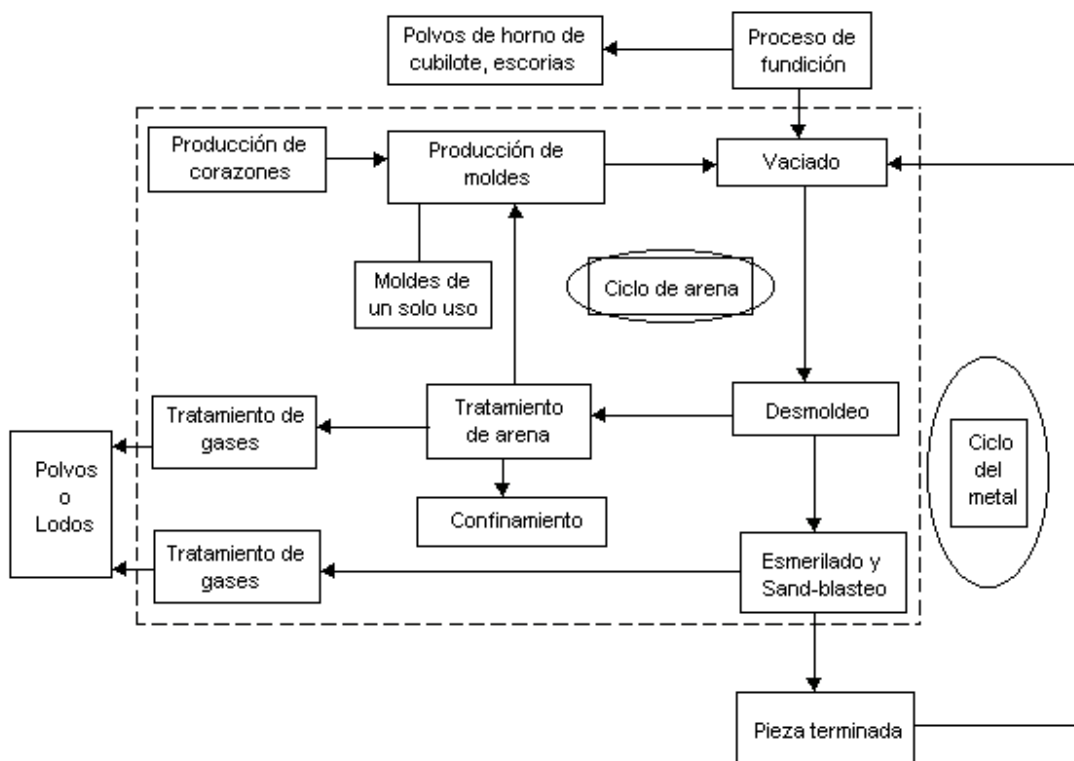 Polvos de horno de
cubilote, escorias
Proceso de
fundición
Producción de
corazones
Producción de
moldes
Vaciado
Moldes de
un solo uso
Ciclo de arena
Tratamiento de
gases
Tratamiento
de arena
Desmoldeo
Polvos
o
Lodos
Ciclo
del
metal
Confinamiento
Tratamiento de
gases
Esmerilado y
Sand-blasteo
Pieza terminada